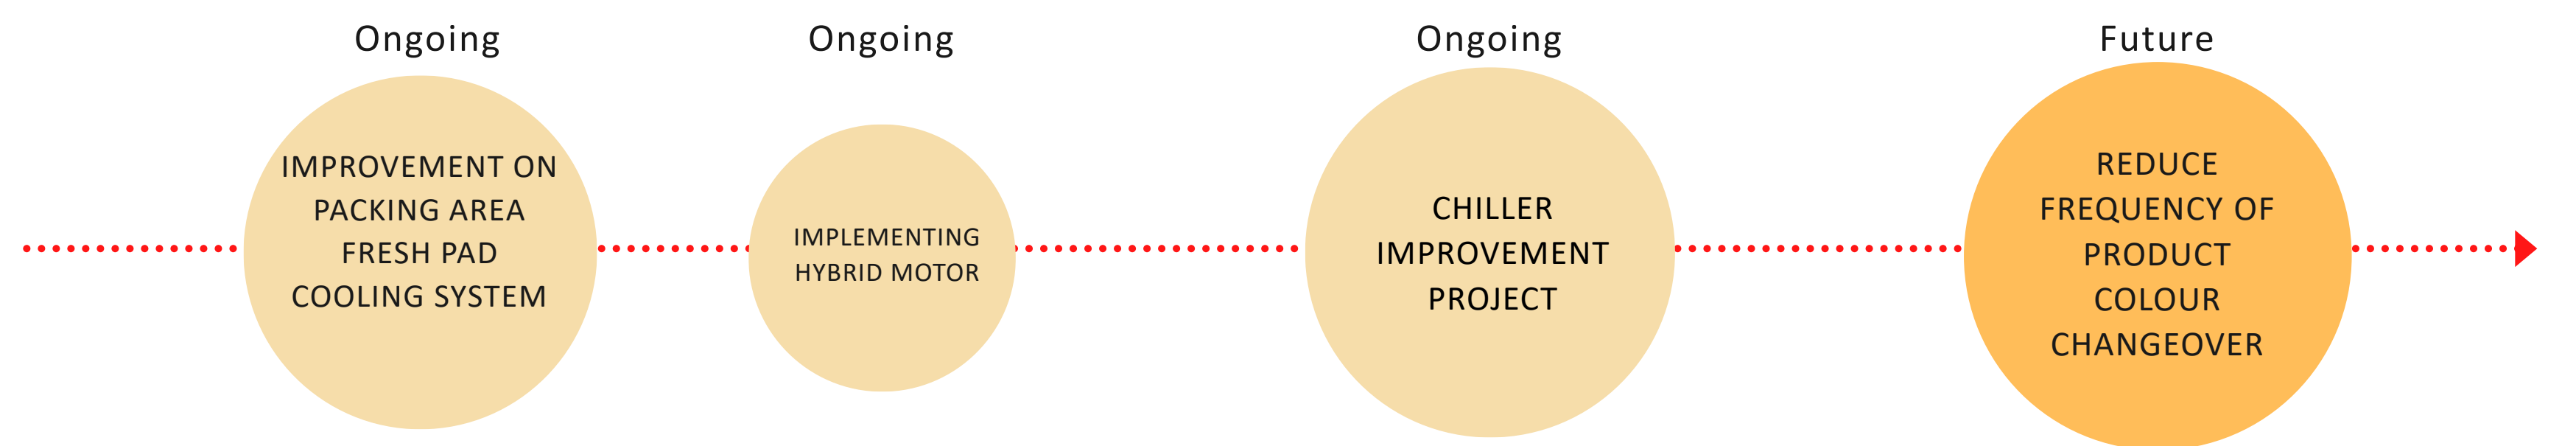 Ongoing
IMPROVEMENT ON
PACKING AREA
FRESH PAD
COOLING SYSTEM
Ongoing
IMPLEMENTING
HYBRID MOTOR
Ongoing
CHILLER
IMPROVEMENT
PROJECT
Future
REDUCE
FREQUENCY OF
PRODUCT
COLOUR
CHANGEOVER